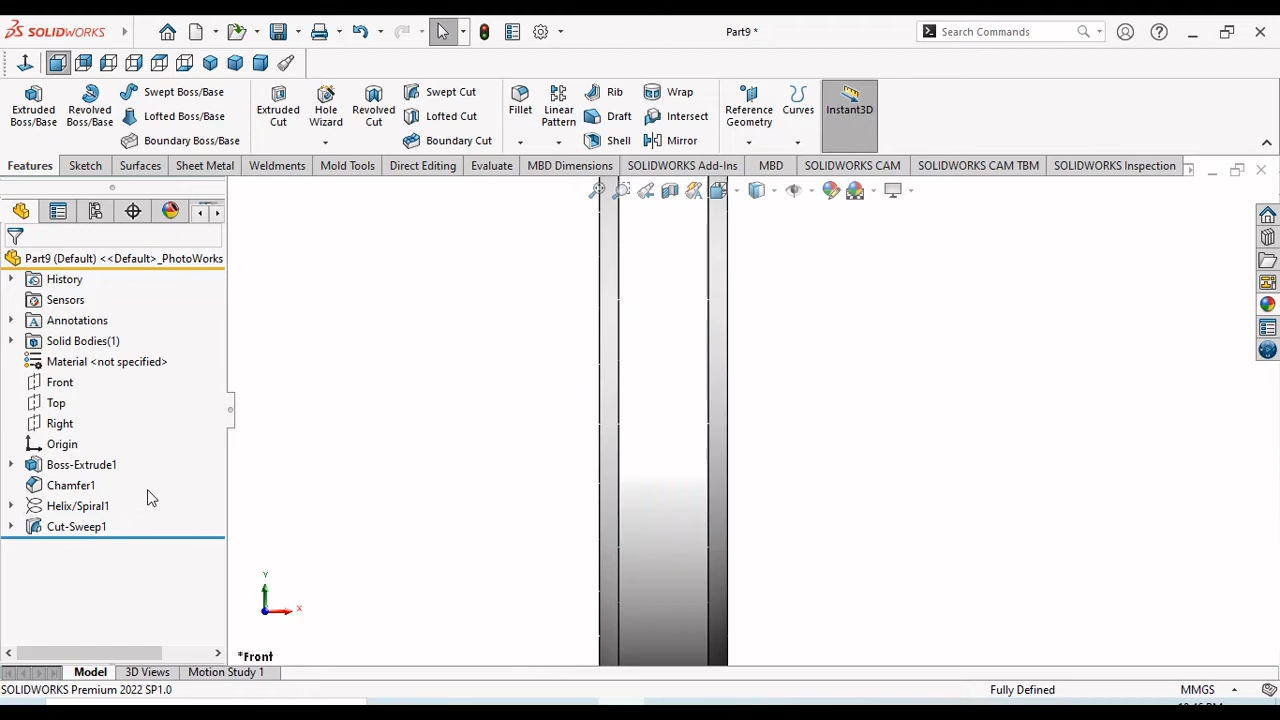 SOLIDWORKS
Part9 *
Search Commands
Extruded Boss/Base
Revolved Boss/Base
Swept Boss/Base
Lofted Boss/Base
Boundary Boss/Base
Extruded Cut
Hole Wizard
Revolved Cut
Swept Cut
Lofted Cut
Boundary Cut
Fillet
Linear Pattern
Rib
Draft
Shell
Wrap
Intersect
Mirror
Reference Geometry
Curves
Instant3D
Features Sketch Surfaces Sheet Metal Weldments Mold Tools Direct Editing Evaluate MBD Dimensions SOLIDWORKS Add-Ins MBD SOLIDWORKS CAM SOLIDWORKS CAM TBM SOLIDWORKS Inspection
Part9 (Default) <<Default>_PhotoWorks
History
Sensors
Annotations
Solid Bodies(1)
Material <not specified>
Front
Top
Right
Origin
Boss-Extrude1
Chamfer1
Helix/Spiral1
Cut-Sweep1
Y
X
*Front
Model 3D Views Motion Study 1
SOLIDWORKS Premium 2022 SP1.0
Fully Defined
MMGS